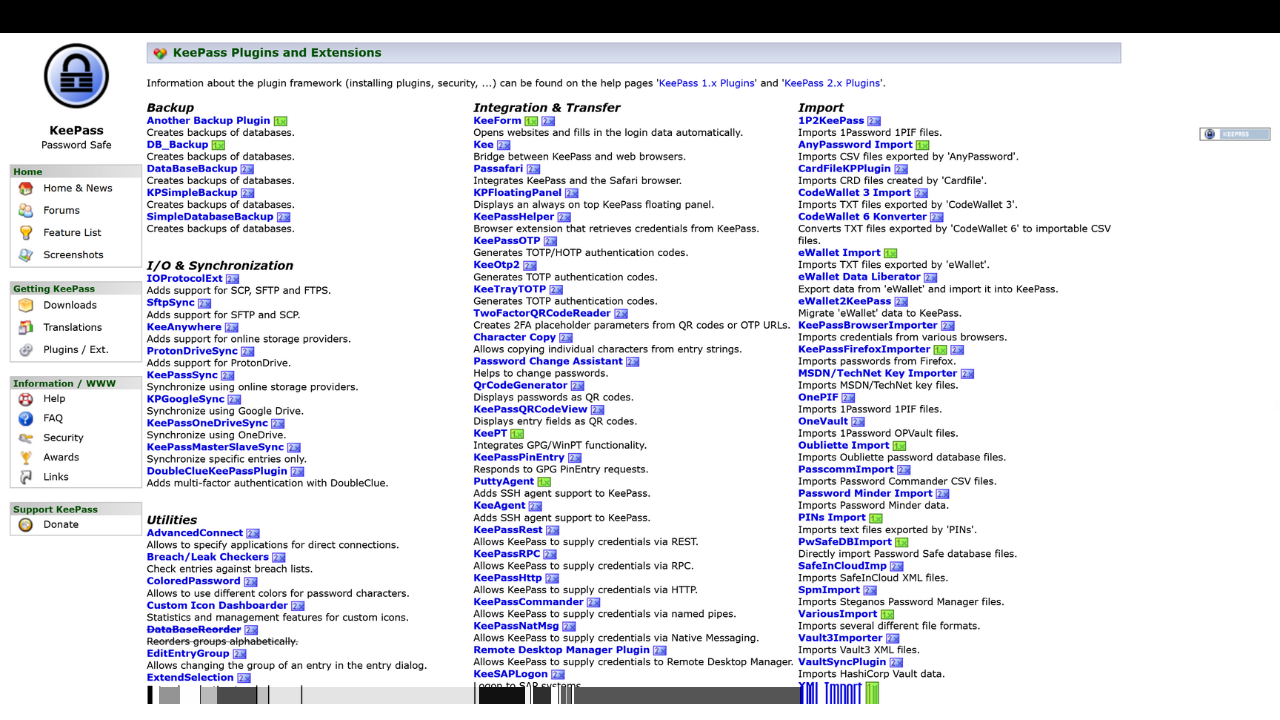 KeePass Plugins and Extensions
Information about the plugin framework (installing plugins, security, ...) can be found on the help pages 'KeePass 1.x Plugins' and 'KeePass 2.x Plugins'.
KeePass
Password Safe
Home
Home & News
Forums
Feature List
Screenshots
Getting KeePass
Downloads
Translations
Plugins / Ext.
Information / WWW
Help
FAQ
Security
Awards
Links
Support KeePass
Donate
Backup
Another Backup Plugin 1.x
Creates backups of databases.
DB_Backup 1.x
Creates backups of databases.
DataBaseBackup 2.x
Creates backups of databases.
KPSimpleBackup 2.x
Creates backups of databases.
SimpleDatabaseBackup 2.x
Creates backups of databases.
I/O & Synchronization
IOProtocolExt 2.x
Adds support for SCP, SFTP and FTPS.
SftpSync 2.x
Adds support for SFTP and SCP.
KeeAnywhere 2.x
Adds support for online storage providers.
ProtonDriveSync 2.x
Adds support for ProtonDrive.
KeePassSync 2.x
Synchronize using online storage providers.
KPGoogleSync 2.x
Synchronize using Google Drive.
KeePassOneDriveSync 2.x
Synchronize using OneDrive.
KeePassMasterSlaveSync 2.x
Synchronize specific entries only.
DoubleClueKeePassPlugin 2.x
Adds multi-factor authentication with DoubleClue.
Utilities
AdvancedConnect 2.x
Allows to specify applications for direct connections.
Breach/Leak Checkers 2.x
Check entries against breach lists.
ColoredPassword 2.x
Allows to use different colors for password characters.
Custom Icon Dashboarder 2.x
Statistics and management features for custom icons.
DataBaseReorder 2.x
Reorders groups alphabetically.
EditEntryGroup 2.x
Allows changing the group of an entry in the entry dialog.
ExtendSelection 2.x
Integration & Transfer
KeeForm 1.x 2.x
Opens websites and fills in the login data automatically.
Kee 2.x
Bridge between KeePass and web browsers.
Passafari 2.x
Integrates KeePass and the Safari browser.
KPFloatingPanel 2.x
Displays an always on top KeePass floating panel.
KeePassHelper 2.x
Browser extension that retrieves credentials from KeePass.
KeePassOTP 2.x
Generates TOTP/HOTP authentication codes.
KeeOtp2 2.x
Generates TOTP authentication codes.
KeeTrayTOTP 2.x
Generates TOTP authentication codes.
TwoFactorQRCodeReader 2.x
Creates 2FA placeholder parameters from QR codes or OTP URLs.
Character Copy 2.x
Allows copying individual characters from entry strings.
Password Change Assistant 2.x
Helps to change passwords.
QrCodeGenerator 2.x
Displays passwords as QR codes.
KeePassQRCodeView 2.x
Displays entry fields as QR codes.
KeePT 1.x
Integrates GPG/WinPT functionality.
KeePassPinEntry 2.x
Responds to GPG PinEntry requests.
PuttyAgent 1.x
Adds SSH agent support to KeePass.
KeeAgent 2.x
Adds SSH agent support to KeePass.
KeePassRest 2.x
Allows KeePass to supply credentials via REST.
KeePassRPC 2.x
Allows KeePass to supply credentials via RPC.
KeePassHttp 2.x
Allows KeePass to supply credentials via HTTP.
KeePassCommander 2.x
Allows KeePass to supply credentials via named pipes.
KeePassNatMsg 2.x
Allows KeePass to supply credentials via Native Messaging.
Remote Desktop Manager Plugin 2.x
Allows KeePass to supply credentials to Remote Desktop Manager.
KeeSAPLogon 2.x
Logon to SAP systems.
Import
1P2KeePass 2.x
Imports 1Password 1PIF files.
AnyPassword Import 1.x
Imports CSV files exported by 'AnyPassword'.
CardFileKPPlugin 2.x
Imports CRD files created by 'Cardfile'.
CodeWallet 3 Import 2.x
Imports TXT files exported by 'CodeWallet 3'.
CodeWallet 6 Konverter 2.x
Converts TXT files exported by 'CodeWallet 6' to importable CSV
files.
eWallet Import 1.x
Imports TXT files exported by 'eWallet'.
eWallet Data Liberator 2.x
Export data from 'eWallet' and import it into KeePass.
eWallet2KeePass 2.x
Migrate 'eWallet' data to KeePass.
KeePassBrowserImporter 2.x
Imports credentials from various browsers.
KeePassFirefoxImporter 1.x 2.x
Imports passwords from Firefox.
MSDN/TechNet Key Importer 2.x
Imports MSDN/TechNet key files.
OnePIF 2.x
Imports 1Password 1PIF files.
OneVault 2.x
Imports 1Password OPVault files.
Oubliette Import 1.x
Imports Oubliette password database files.
PasscommImport 2.x
Imports Password Commander CSV files.
Password Minder Import 2.x
Imports Password Minder data.
PINs Import 1.x
Imports text files exported by 'PINs'.
PwSafeDBImport 1.x
Directly import Password Safe database files.
SafeInCloudImp 2.x
Imports SafeInCloud XML files.
SpmImport 2.x
Imports Steganos Password Manager files.
VariousImport 1.x
Imports several different file formats.
Vault3Importer 2.x
Imports Vault3 XML files.
VaultSyncPlugin 2.x
Imports HashiCorp Vault data.
XML Import 1.x
KEEPASS